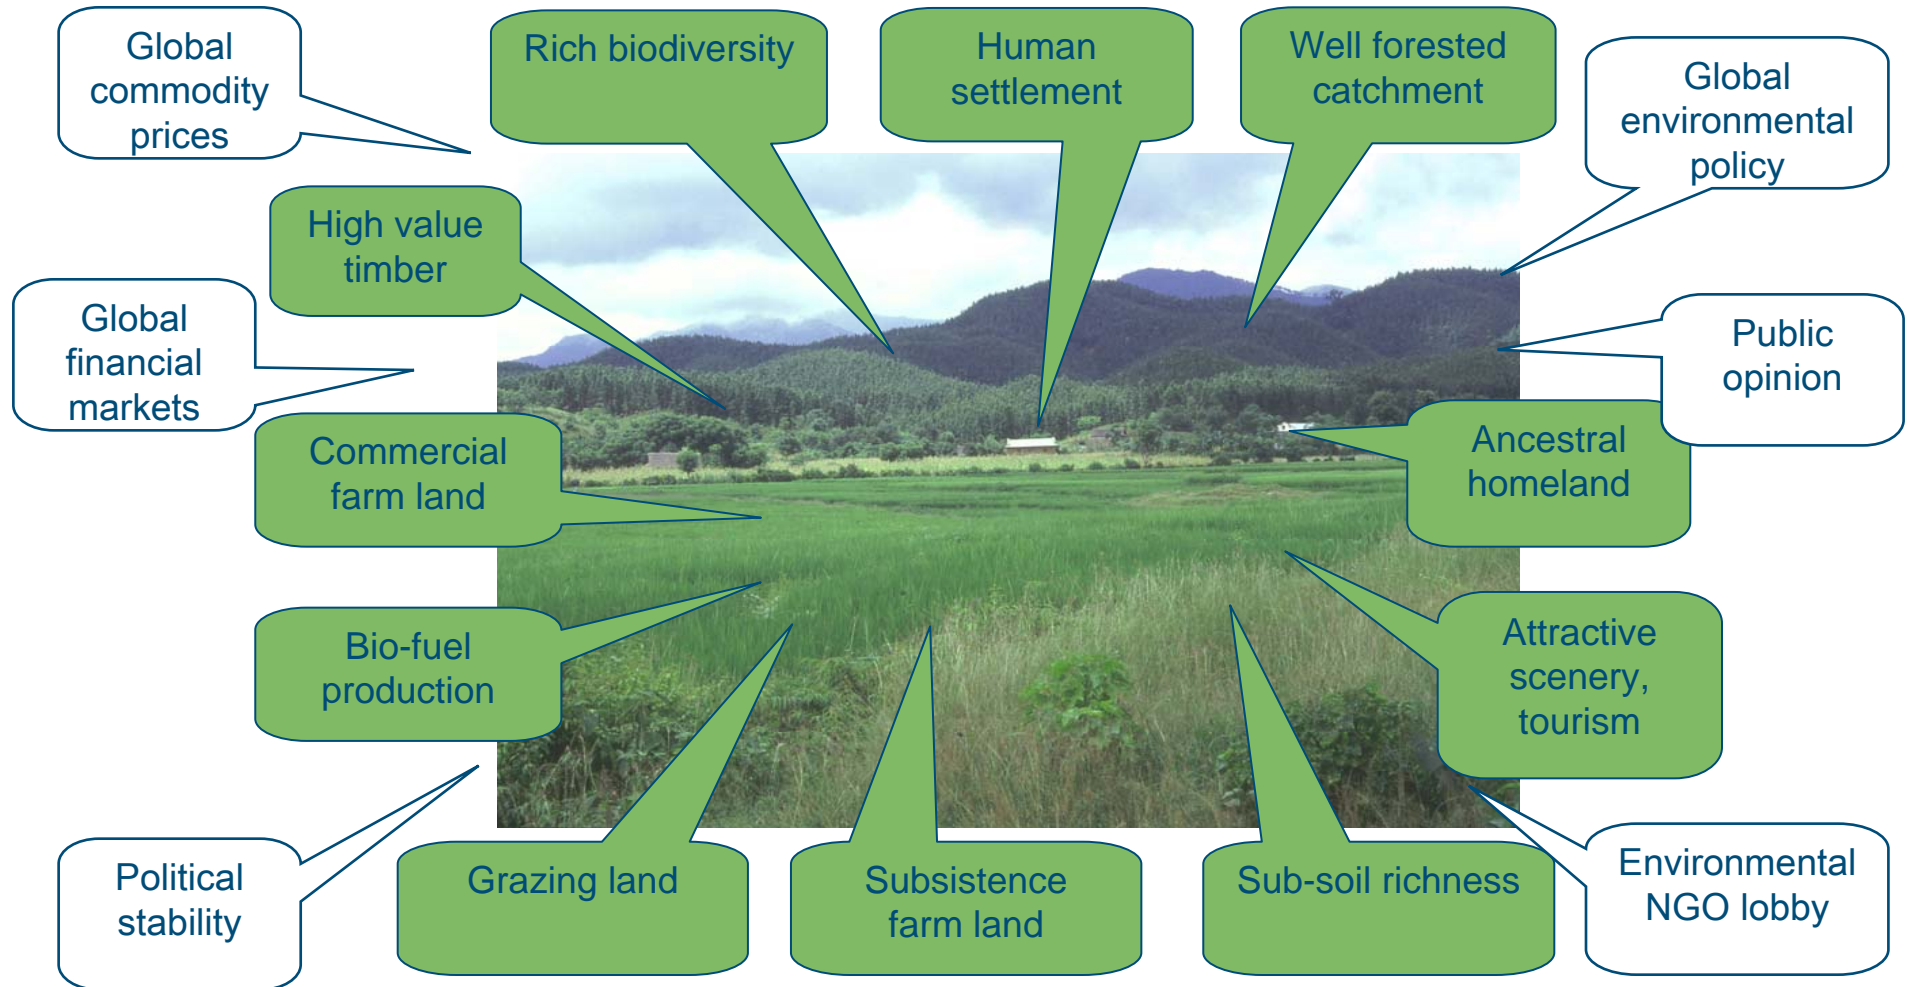 Global
commodity
prices
Rich biodiversity
Human
settlement
Well forested
catchment
Global
environmental
policy
High value
timber
Global
financial
markets
Public
opinion
Commercial
farm land
Ancestral
homeland
Bio-fuel
production
Attractive
scenery,
tourism
Political
stability
Grazing land
Subsistence
farm land
Sub-soil richness
Environmental
NGO lobby